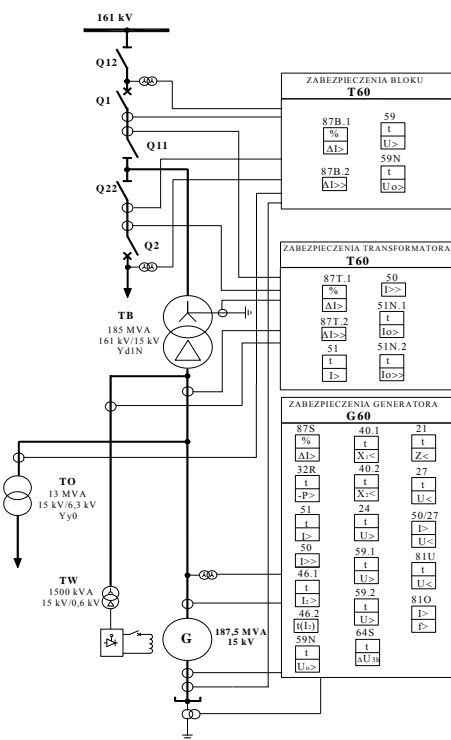 161 kV
Q12
Q1
Q11
Q22
Q2
TB
185 MVA
161 kV/15 kV
Yd1N
TO
13 MVA
15 kV/6,3 kV
Yy0
TW
1500 kVA
15 kV/0,6 kV
G
187,5 MVA
15 kV
ZABEZPIECZENIA BLOKU
T60
87B.1
%
ΔI>
59
t
U>
87B.2
ΔI>>
59N
t
Uo>
ZABEZPIECZENIA TRANSFORMATORA
T60
87T.1
%
ΔI>
50
I>>
87T.2
ΔI>>
51N.1
t
Io>
51
t
I>
51N.2
t
Io>>
ZABEZPIECZENIA GENERATORA
G60
87S
%
ΔI>
40.1
t
X1<
21
t
Z<
32R
t
-P>
40.2
t
X2<
27
t
U<
51
t
I>
24
t
U>
50/27
I>
U<
50
I>>
59.1
t
U>
81U
t
U<
46.1
t
I2>
59.2
t
U>
81O
I>
f>
46.2
t(I2)
59N
t
Uo>
64S
t
ΔU3h